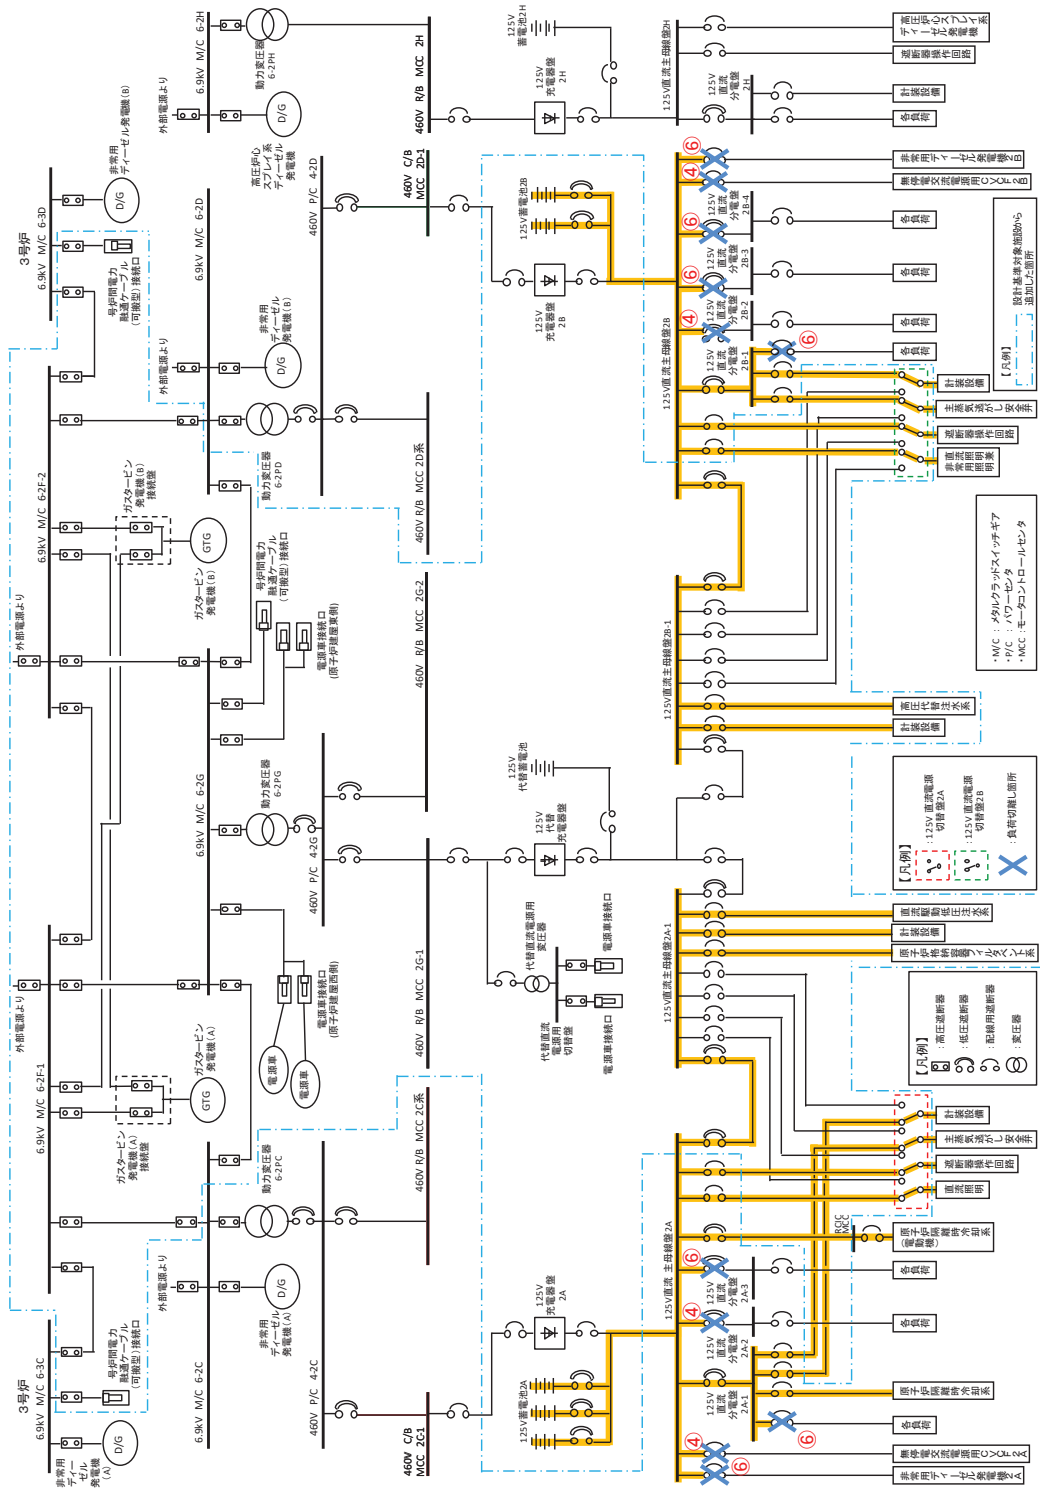 3号炉
6.9kV M/C 6-3C
非常用
ディー
ゼル
発電機
(A)
D/G
号炉間電力
融通ケーブル
(可搬型)接続口
6.9kV M/C 6-2F-1
外部電源より
ガスタービン
発電機(A)
接続盤
ガスタービン
発電機(A)
GTG
外部電源より
6.9kV M/C 6-2F-2
ガスタービン
発電機(B)
接続盤
ガスタービン
発電機(B)
GTG
3号炉
6.9kV M/C 6-3D
非常用
ディーゼル発電機(B)
D/G
号炉間電力
融通ケーブル
(可搬型)接続口
6.9kV M/C 6-2C
外部電源より
D/G
非常用
ディーゼル
発電機(A)
動力変圧器
6-2PC
6.9kV M/C 6-2G
電源車
電源車
電源車接続口
(原子炉建屋西側)
動力変圧器
6-2PG
号炉間電力
融通ケーブル
(可搬型)接続口
電源車接続口
(原子炉建屋東側)
6.9kV M/C 6-2D
外部電源より
D/G
非常用
ディーゼル
発電機(B)
動力変圧器
6-2PD
6.9kV M/C 6-2H
外部電源より
D/G
高圧炉心
スプレイ系
ディーゼル
発電機
動力変圧器
6-2PH
460V P/C 4-2C
460V P/C 4-2G
460V P/C 4-2D
460V C/B
MCC 2C-1
460V R/B MCC 2C系
460V R/B MCC 2G-1
460V R/B MCC 2G-2
460V R/B MCC 2D系
460V C/B
MCC 2D-1
460V R/B MCC 2H
125V蓄電池2A
125V
充電器盤
2A
代替直流
電源用
切替盤
代替直流電源用
変圧器
電源車接続口
電源車接続口
125V
代替
充電器盤
125V
代替蓄電池
125V
充電器盤
2B
125V蓄電池2B
125V
充電器盤
2H
125V
蓄電池2H
125V直流 主母線盤 2A
125V直流主母線盤2A-1
125V直流主母線盤2B-1
125V直流主母線盤2B
125V直流主母線盤2H
125V
直流
分電盤
2A-1
125V
直流
分電盤
2A-2
125V
直流
分電盤
2A-3
RCIC
MCC
125V
直流
分電盤
2B-1
125V
直流
分電盤
2B-2
125V
直流
分電盤
2B-3
125V
直流
分電盤
2B-4
125V
直流
分電盤
2H
⑥
④
⑥
④
⑥
⑥
④
⑥
⑥
④
⑥
非常用ディーゼル発電機2A
無停電交流電源用CVCF2A
各負荷
原子炉隔離時冷却系
各負荷
各負荷
原子炉隔離時冷却系
(電動機)
直流照明
遮断器操作回路
主蒸気逃がし安全弁
計装設備
原子炉格納容器フィルタベント系
計装設備
直流駆動低圧注水系
計装設備
高圧代替注水系
直流照明兼
非常用照明
遮断器操作回路
主蒸気逃がし安全弁
計装設備
各負荷
各負荷
各負荷
各負荷
無停電交流電源用CVCF2B
非常用ディーゼル発電機2B
各負荷
計装設備
遮断器操作回路
高圧炉心スプレイ系
ディーゼル発電機
【凡例】
:高圧遮断器
:低圧遮断器
:配線用遮断器
:変圧器
【凡例】
:125V 直流電源
切替盤2A
:125V 直流電源
切替盤2B
:負荷切離し箇所
・M/C :メタルクラッドスイッチギア
・P/C :パワーセンタ
・MCC:モータコントロールセンタ
【凡例】
:設計基準対象施設から
追加した箇所